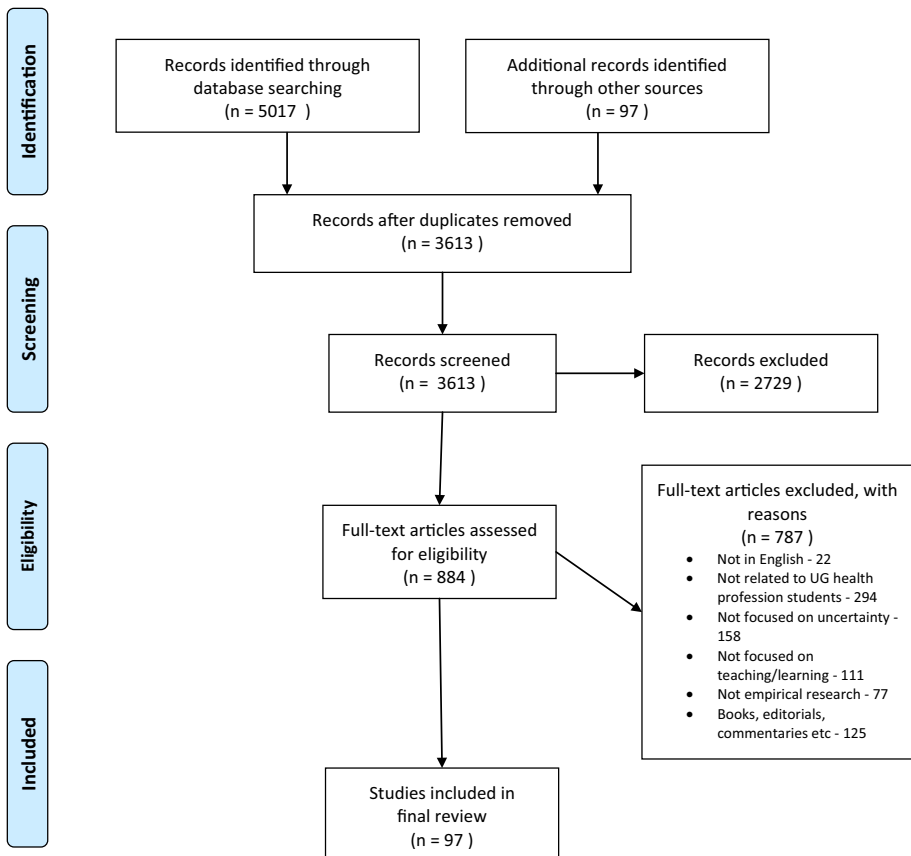 Identification
Records identified through
database searching
(n = 5017 )
Additional records identified
through other sources
(n = 97 )
Records after duplicates removed
(n = 3613 )
Screening
Records screened
(n = 3613 )
Records excluded
(n = 2729 )
Eligibility
Full-text articles assessed
for eligibility
(n = 884 )
Full-text articles excluded, with
reasons
(n = 787 )
• Not in English - 22
• Not related to UG health
profession students - 294
• Not focused on uncertainty -
158
• Not focused on
teaching/learning - 111
• Not empirical research - 77
• Books, editorials,
commentaries etc - 125
Included
Studies included in
final review
(n = 97 )